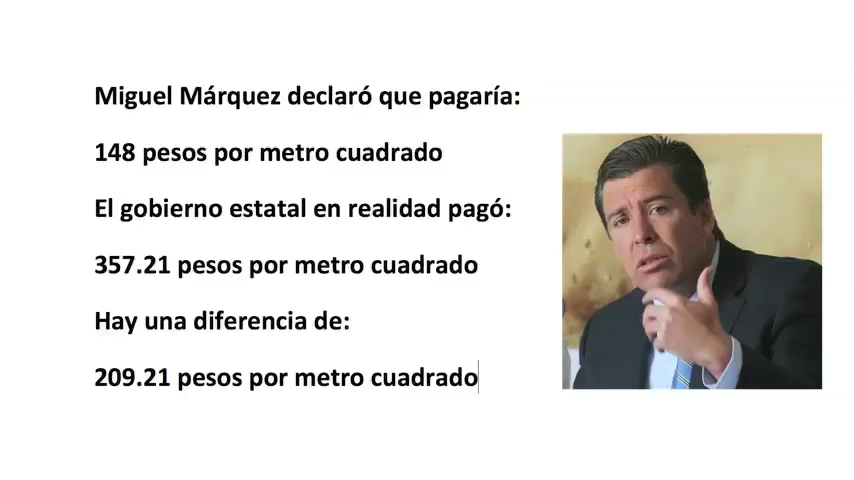 Miguel Márquez declaró que pagaría:
148 pesos por metro cuadrado
El gobierno estatal en realidad pagó:
357.21 pesos por metro cuadrado
Hay una diferencia de:
209.21 pesos por metro cuadrado